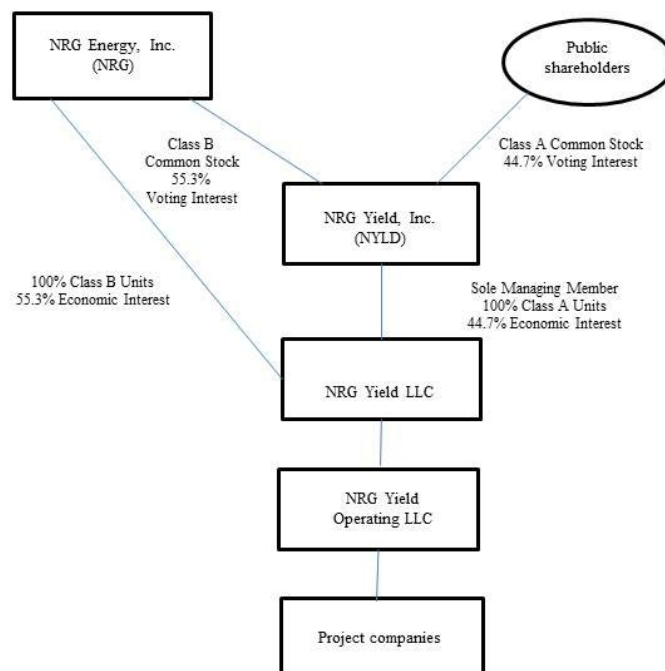 NRG Energy, Inc.
(NRG)
Public
shareholders
Class B
Common Stock
55.3%
Voting Interest
Class A Common Stock
44.7% Voting Interest
NRG Yield, Inc.
(NYLD)
100% Class B Units
55.3% Economic Interest
Sole Managing Member
100% Class A Units
44.7% Economic Interest
NRG Yield LLC
NRG Yield
Operating LLC
Project companies